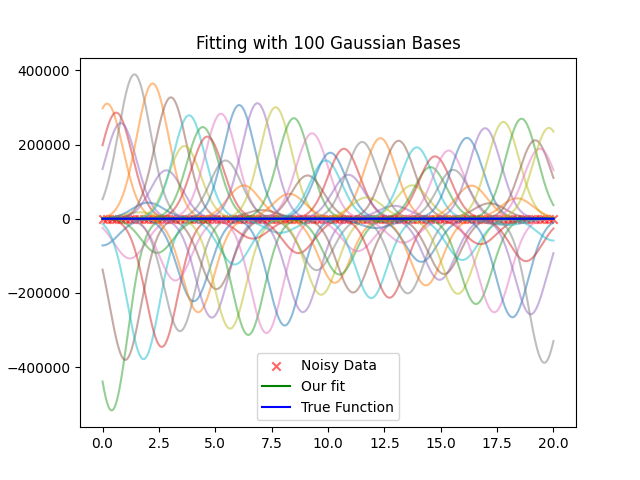 Fitting with 100 Gaussian Bases
400000
200000
0
−200000
−400000
Noisy Data
Our fit
True Function
0.0 2.5 5.0 7.5 10.0 12.5 15.0 17.5 20.0